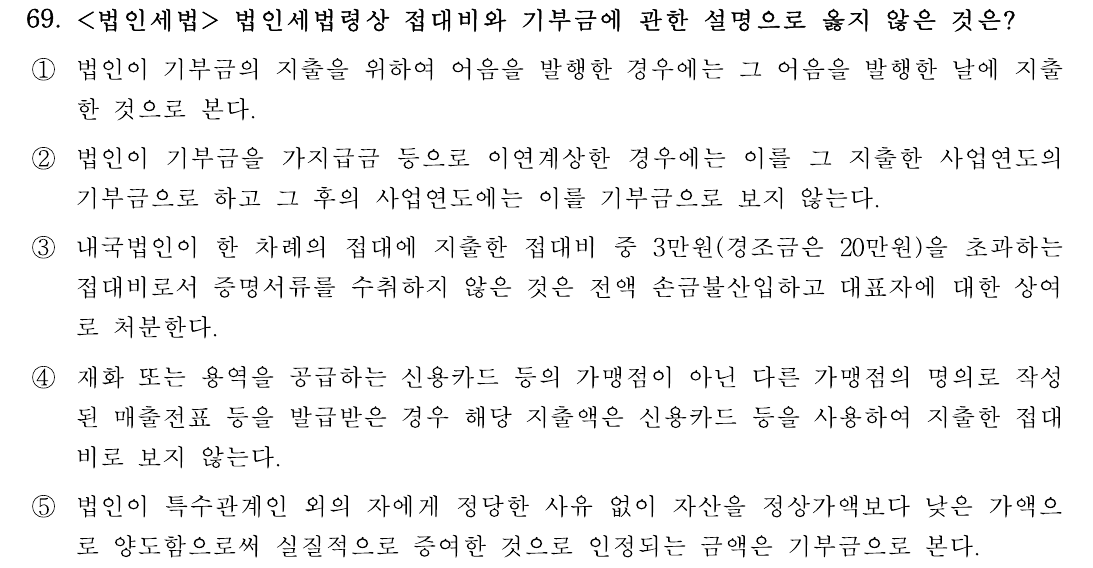 69. <법인세법> 법인세법령상 접대비와 기부금에 관한 설명으로 옳지 않은 것은?
① 법인이 기부금의 지출을 위하여 어음을 발행한 경우에는 그 어음을 발행한 날에 지출
한 것으로 본다.
② 법인이 기부금을 가지급금 등으로 이연계상한 경우에는 이를 그 지출한 사업연도의
기부금으로 하고 그 후의 사업연도에는 이를 기부금으로 보지 않는다.
③ 내국법인이 한 차례의 접대에 지출한 접대비 중 3만원(경조금은 20만원)을 초과하는
접대비로서 증명서류를 수취하지 않은 것은 전액 손금불산입하고 대표자에 대한 상여
로 처분한다.
④ 재화 또는 용역을 공급하는 신용카드 등의 가맹점이 아닌 다른 가맹점의 명의로 작성
된 매출전표 등을 발급받은 경우 해당 지출액은 신용카드 등을 사용하여 지출한 접대
비로 보지 않는다.
⑤ 법인이 특수관계인 외의 자에게 정당한 사유 없이 자산을 정상가액보다 낮은 가액으
로 양도함으로써 실질적으로 증여한 것으로 인정되는 금액은 기부금으로 본다.